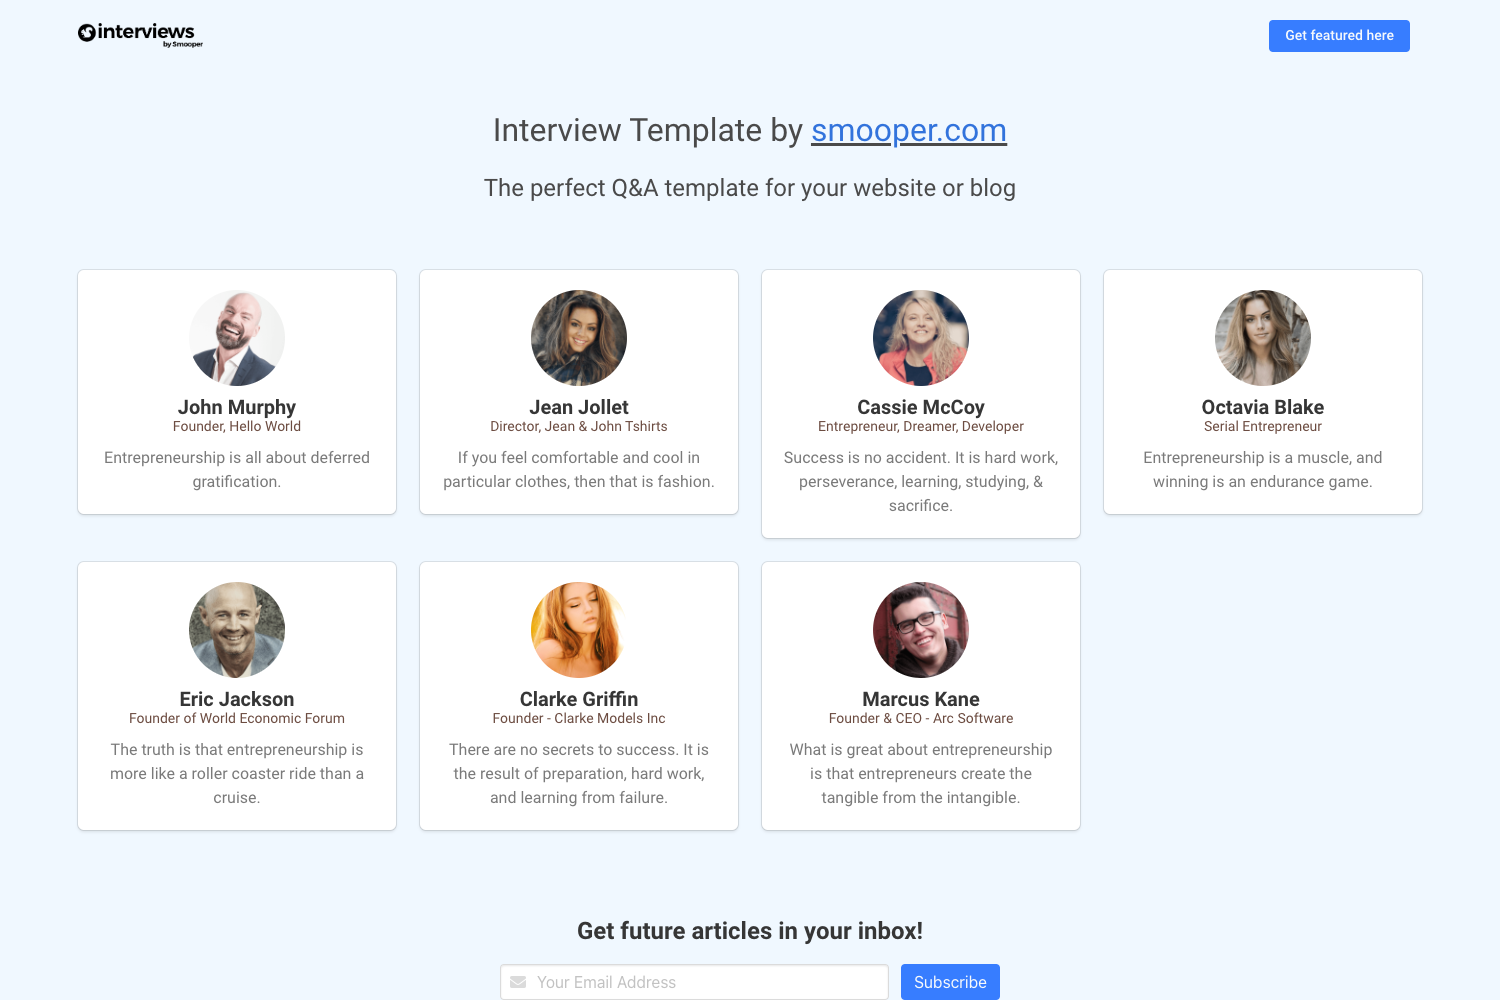 interviews
by Smooper
Get featured here
Interview Template by smooper.com
The perfect Q&A template for your website or blog
John Murphy
Founder, Hello World
Entrepreneurship is all about deferred
gratification.
Jean Jollet
Director, Jean & John Tshirts
If you feel comfortable and cool in
particular clothes, then that is fashion.
Cassie McCoy
Entrepreneur, Dreamer, Developer
Success is no accident. It is hard work,
perseverance, learning, studying, &
sacrifice.
Octavia Blake
Serial Entrepreneur
Entrepreneurship is a muscle, and
winning is an endurance game.
Eric Jackson
Founder of World Economic Forum
The truth is that entrepreneurship is
more like a roller coaster ride than a
cruise.
Clarke Griffin
Founder - Clarke Models Inc
There are no secrets to success. It is
the result of preparation, hard work,
and learning from failure.
Marcus Kane
Founder & CEO - Arc Software
What is great about entrepreneurship
is that entrepreneurs create the
tangible from the intangible.
Get future articles in your inbox!
Your Email Address
Subscribe